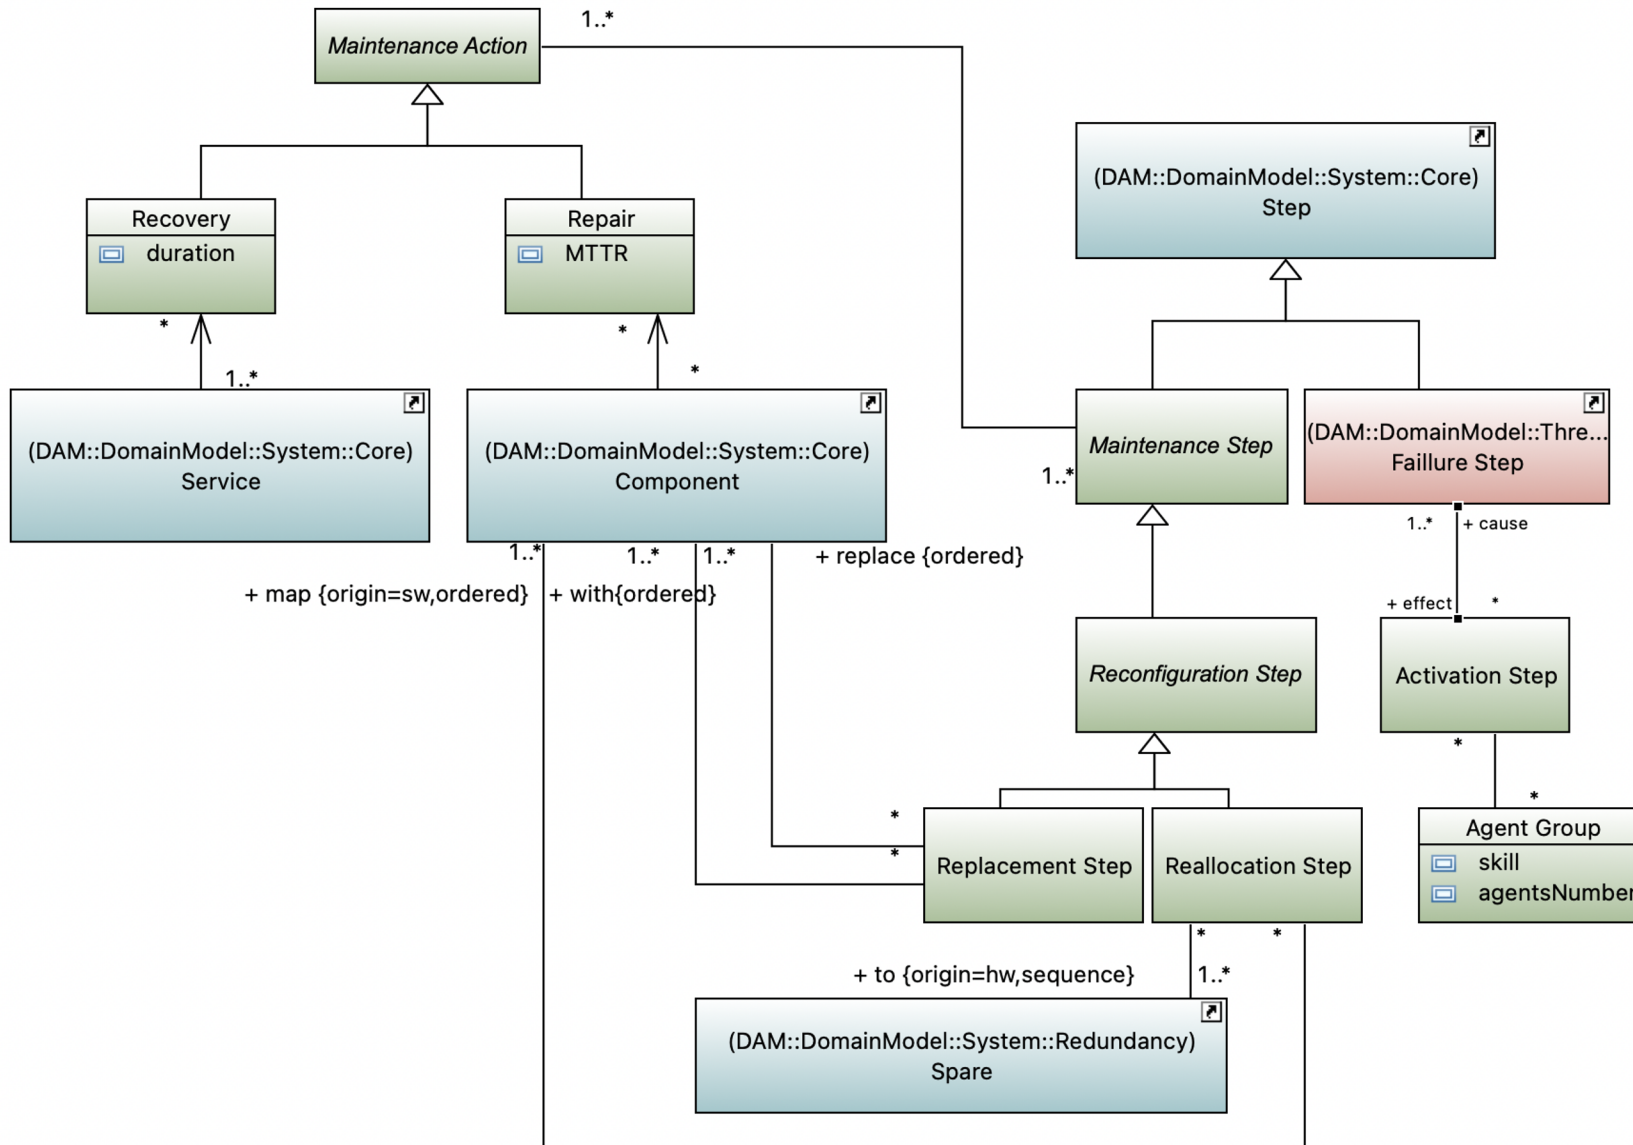 1..*
Maintenance Action
(DAM::DomainModel::System::Core)
Step
Recovery
duration
Repair
MTTR
*
1..*
*
*
(DAM::DomainModel::System::Core)
Service
(DAM::DomainModel::System::Core)
Component
Maintenance Step
1..*
(DAM::DomainModel::Thre...
Faillure Step
1..*
+ cause
1..*
1..*
1..*
+ replace {ordered}
+ map {origin=sw,ordered}
+ with{ordered}
+ effect
*
Reconfiguration Step
Activation Step
*
*
*
*
Replacement Step
Reallocation Step
Agent Group
skill
agentsNumber
*
*
+ to {origin=hw,sequence}
1..*
(DAM::DomainModel::System::Redundancy)
Spare